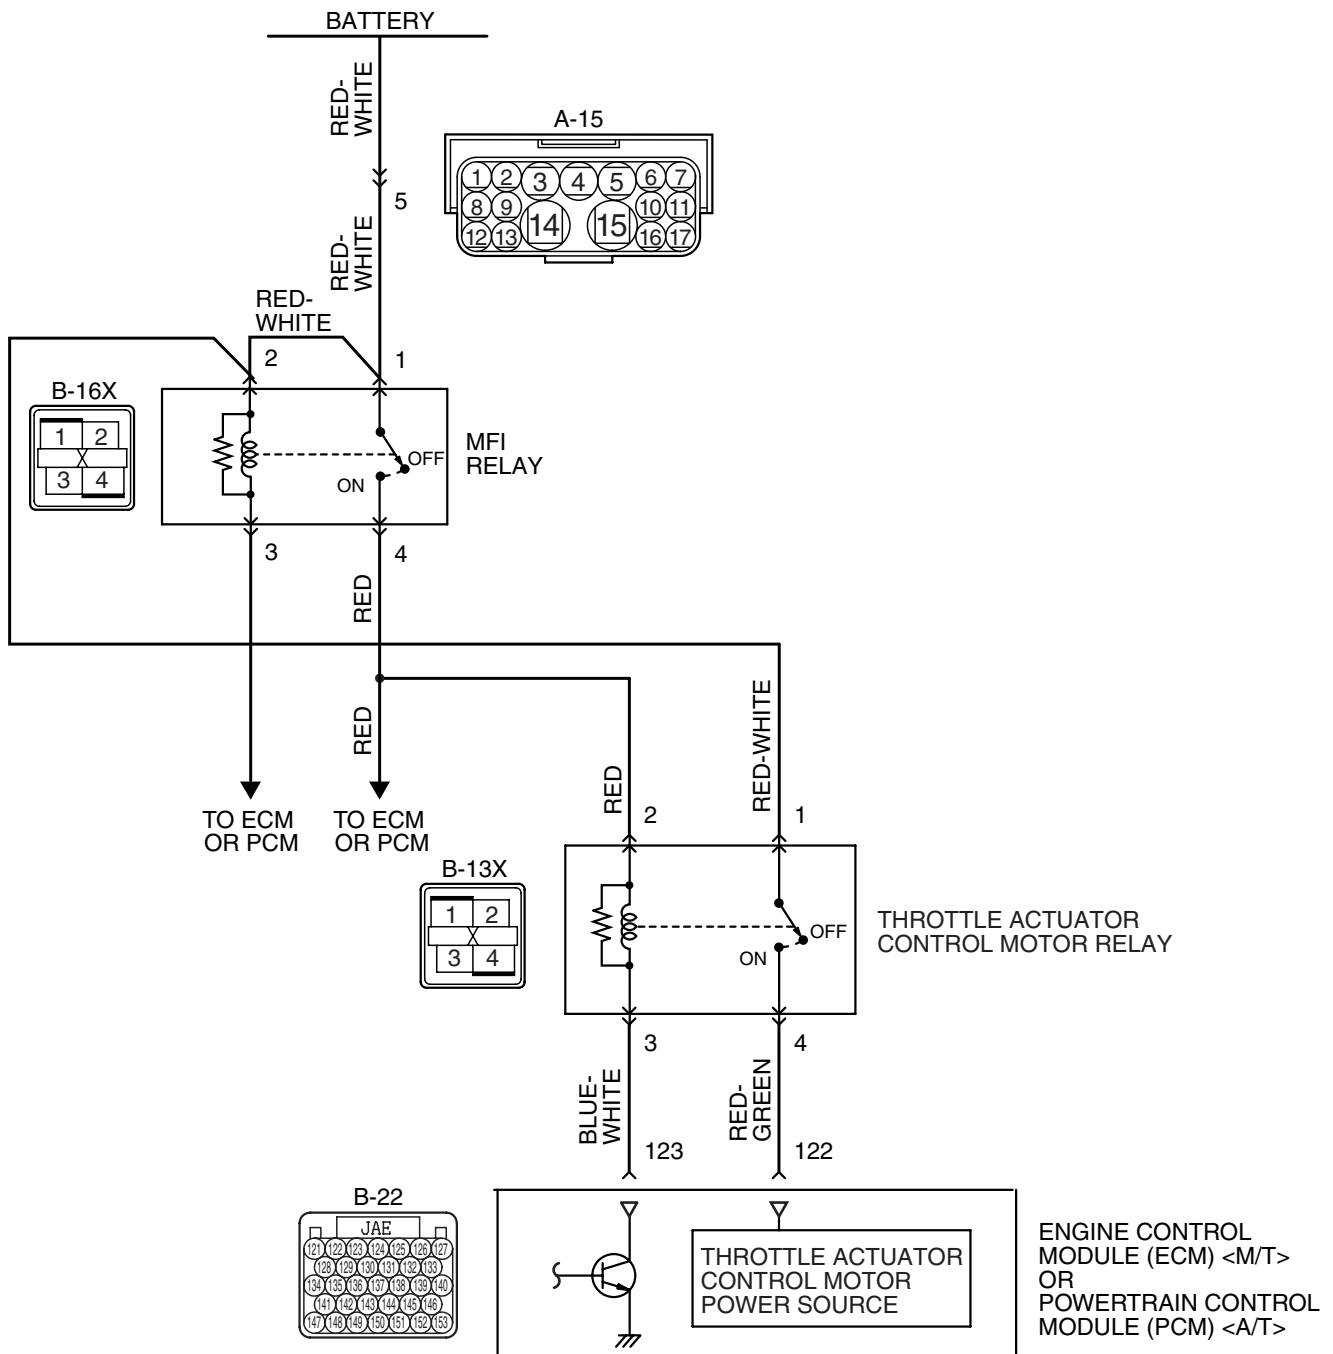 BATTERY
RED-
WHITE
A-15
1 2 3 4 5 6 7
8 9 10 11
14 15
12 13 16 17
5
RED-
WHITE
RED-
WHITE
2
1
B-16X
1 2
3 4
MFI
RELAY
OFF
ON
3
4
RED
RED
RED
RED-WHITE
TO ECM
OR PCM
TO ECM
OR PCM
2
1
B-13X
1 2
3 4
OFF
ON
THROTTLE ACTUATOR
CONTROL MOTOR RELAY
3
4
BLUE-
WHITE
RED-
GREEN
123
122
B-22
JAE
121 122 123 124 125 126 127
128 129 130 131 132 133
134 135 136 137 138 139 140
141 142 143 144 145 146
147 148 149 150 151 152 153
THROTTLE ACTUATOR
CONTROL MOTOR
POWER SOURCE
ENGINE CONTROL
MODULE (ECM) <M/T>
OR
POWERTRAIN CONTROL
MODULE (PCM) <A/T>